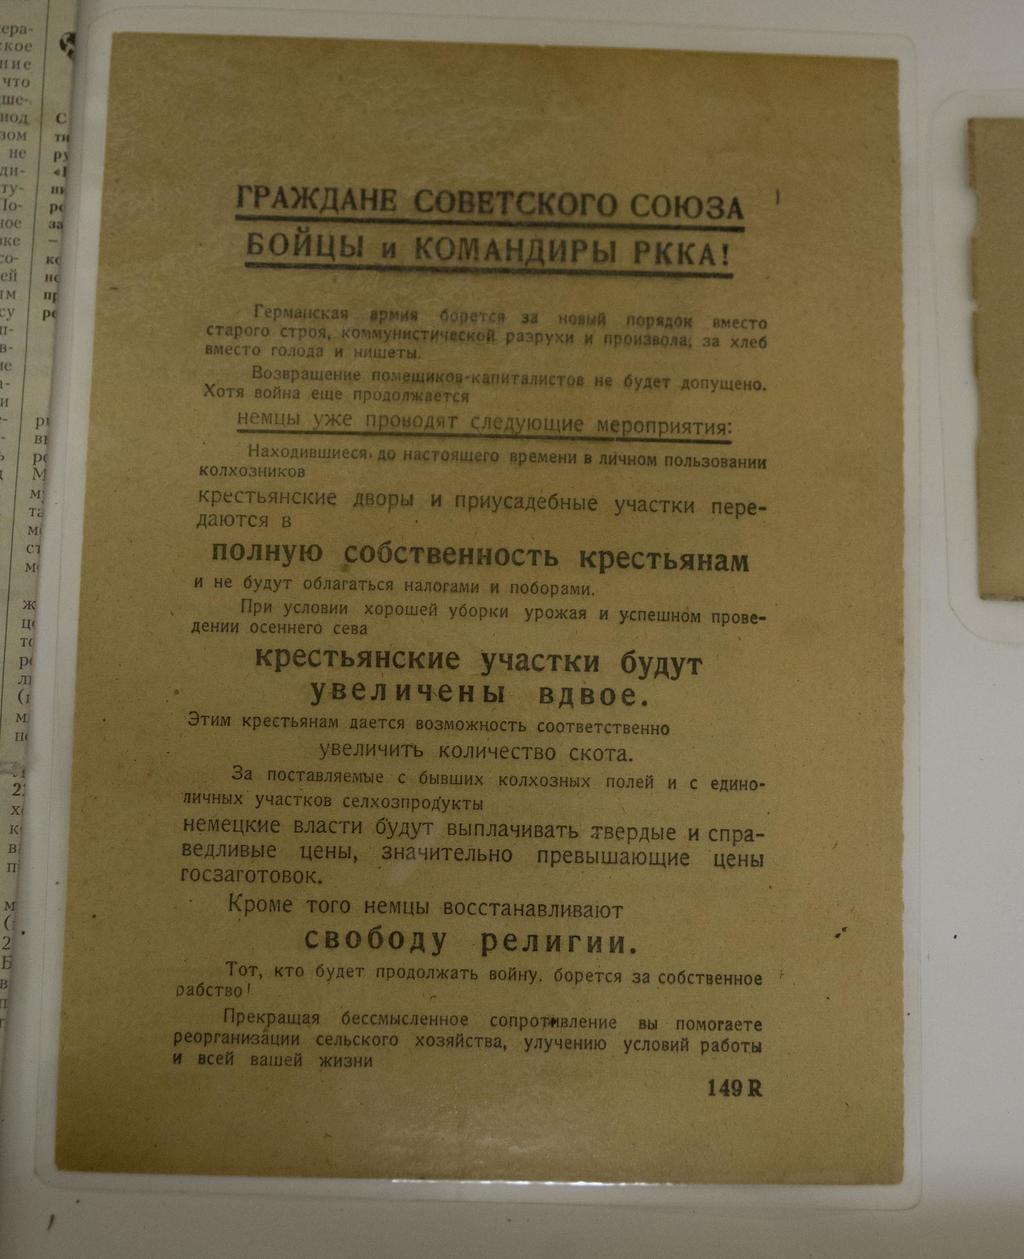 ГРАЖДАНЕ СОВЕТСКОГО СОЮЗА
БОЙЦЫ и КОМАНДИРЫ РККА!
Германская армия борется за новый порядок вместо
старого строя, коммунистической разрухи и произвола, за хлеб
вместо голода и нищеты.
Возвращение помещиков-капиталистов не будет допущено.
Хотя война еще продолжается
немцы уже проводят следующие мероприятия:
Находившиеся до настоящего времени в личном пользовании
колхозников
крестьянские дворы и приусадебные участки пере-
даются в
полную собственность крестьянам
и не будут облагаться налогами и поборами.
При условии хорошей уборки урожая и успешном прове-
дении осеннего сева
крестьянские участки будут
увеличены вдвое.
Этим крестьянам дается возможность соответственно
увеличить количество скота.
За поставляемые с бывших колхозных полей и с едино-
личных участков селхозпродукты
немецкие власти будут выплачивать твердые и спра-
ведливые цены, значительно превышающие цены
госзаготовок.
Кроме того немцы восстанавливают
свободу религии.
Тот, кто будет продолжать войну, борется за собственное
рабство!
Прекращая бессмысленное сопротивление вы помогаете
реорганизации сельского хозяйства, улучению условий работы
и всей вашей жизни
149R